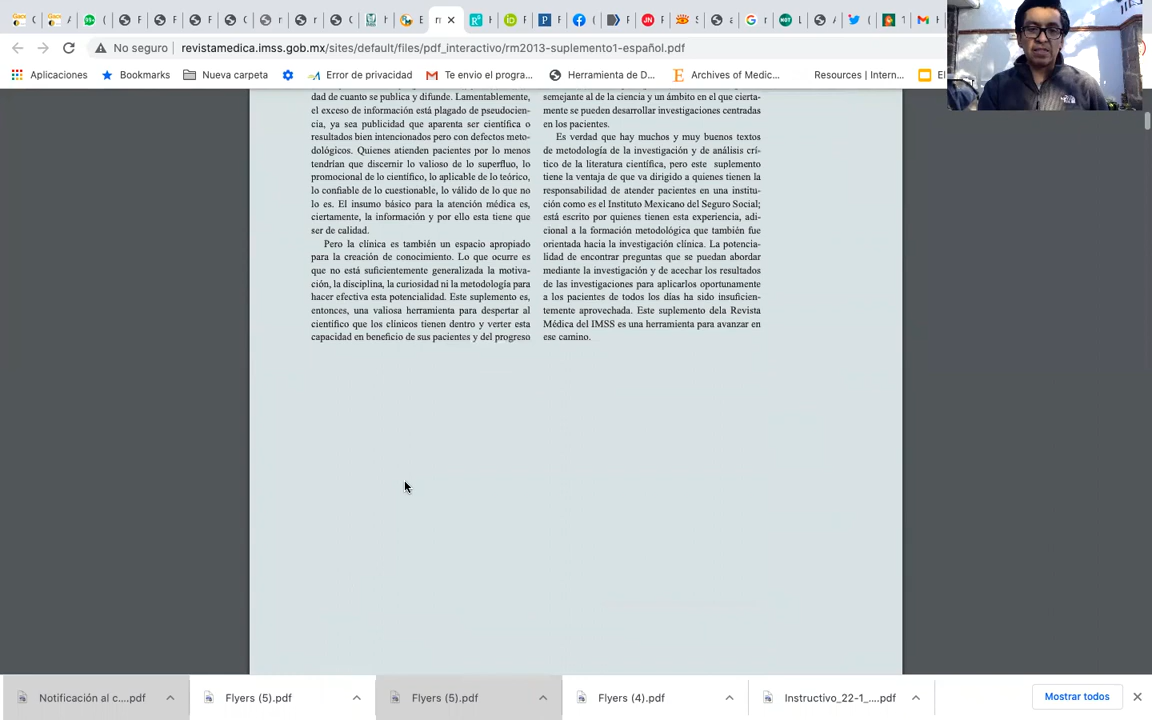 No seguro
revistamedica.imss.gob.mx/sites/default/files/pdf_interactivo/rm2013-suplemento1-español.pdf
Aplicaciones
Bookmarks
Nueva carpeta
Error de privacidad
Te envio el progra...
Herramienta de D...
Archives of Medic...
Resources | Intern...
El
dad de cuanto se publica y difunde. Lamentablemente,
el exceso de información está plagado de pseudocien-
cia, ya sea publicidad que aparenta ser científica o
resultados bien intencionados pero con defectos meto-
dológicos. Quienes atienden pacientes por lo menos
tendrían que discernir lo valioso de lo superfluo, lo
promocional de lo científico, lo aplicable de lo teórico,
lo confiable de lo cuestionable, lo válido de lo que no
lo es. El insumo básico para la atención médica es,
ciertamente, la información y por ello esta tiene que
ser de calidad.
Pero la clínica es también un espacio apropiado
para la creación de conocimiento. Lo que ocurre es
que no está suficientemente generalizada la motiva-
ción, la disciplina, la curiosidad ni la metodología para
hacer efectiva esta potencialidad. Este suplemento es,
entonces, una valiosa herramienta para despertar al
científico que los clínicos tienen dentro y verter esta
capacidad en beneficio de sus pacientes y del progreso
semejante al de la ciencia y un ámbito en el que cierta-
mente se pueden desarrollar investigaciones centradas
en los pacientes.
Es verdad que hay muchos y muy buenos textos
de metodología de la investigación y de análisis crí-
tico de la literatura científica, pero este suplemento
tiene la ventaja de que va dirigido a quienes tienen la
responsabilidad de atender pacientes en una institu-
ción como es el Instituto Mexicano del Seguro Social;
está escrito por quienes tienen esta experiencia, adi-
cional a la formación metodológica que también fue
orientada hacia la investigación clínica. La potencia-
lidad de encontrar preguntas que se puedan abordar
mediante la investigación y de acechar los resultados
de las investigaciones para aplicarlos oportunamente
a los pacientes de todos los días ha sido insuficien-
temente aprovechada. Este suplemento dela Revista
Médica del IMSS es una herramienta para avanzar en
ese camino.
Notificación al c....pdf
Flyers (5).pdf
Flyers (5).pdf
Flyers (4).pdf
Instructivo_22-1_....pdf
Mostrar todos